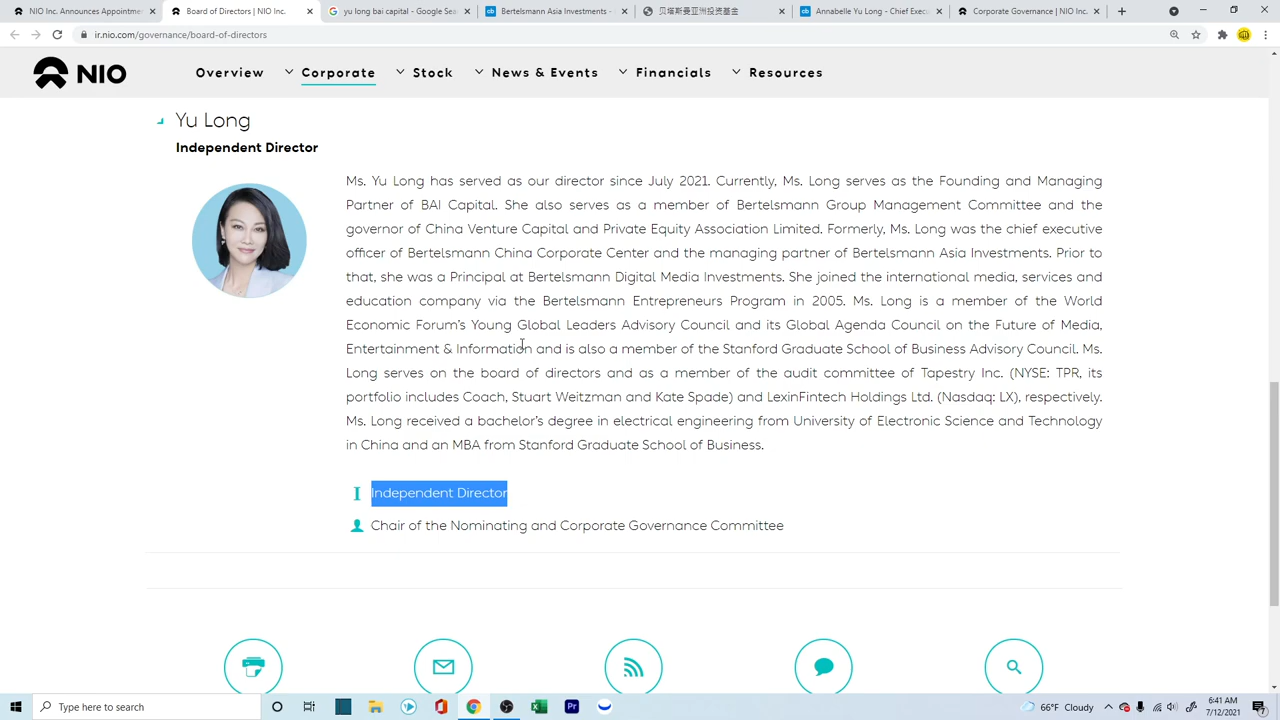 NIO Inc. Announces Appointment
Board of Directors | NIO Inc.
yu long bai capital - Google Sea
Bertelsmann Asia Investments -
贝塔斯曼亚洲投资基金
Annabelle Yu Long - Chief Exec
Corporate Governance | NIO Inc.
ir.nio.com/governance/board-of-directors
NIO
Overview
Corporate
Stock
News & Events
Financials
Resources
Yu Long
Independent Director
Ms. Yu Long has served as our director since July 2021. Currently, Ms. Long serves as the Founding and Managing
Partner of BAI Capital. She also serves as a member of Bertelsmann Group Management Committee and the
governor of China Venture Capital and Private Equity Association Limited. Formerly, Ms. Long was the chief executive
officer of Bertelsmann China Corporate Center and the managing partner of Bertelsmann Asia Investments. Prior to
that, she was a Principal at Bertelsmann Digital Media Investments. She joined the international media, services and
education company via the Bertelsmann Entrepreneurs Program in 2005. Ms. Long is a member of the World
Economic Forum's Young Global Leaders Advisory Council and its Global Agenda Council on the Future of Media,
Entertainment & Information and is also a member of the Stanford Graduate School of Business Advisory Council. Ms.
Long serves on the board of directors and as a member of the audit committee of Tapestry Inc. (NYSE: TPR, its
portfolio includes Coach, Stuart Weitzman and Kate Spade) and LexinFintech Holdings Ltd. (Nasdaq: LX), respectively.
Ms. Long received a bachelor's degree in electrical engineering from University of Electronic Science and Technology
in China and an MBA from Stanford Graduate School of Business.
Independent Director
Chair of the Nominating and Corporate Governance Committee
Type here to search
66°F Cloudy
6:41 AM
7/12/2021